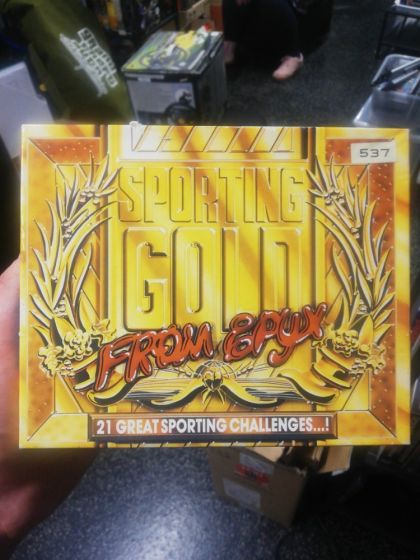 537
SPORTING
GOLD
FROM EPYX
21 GREAT SPORTING CHALLENGES...!